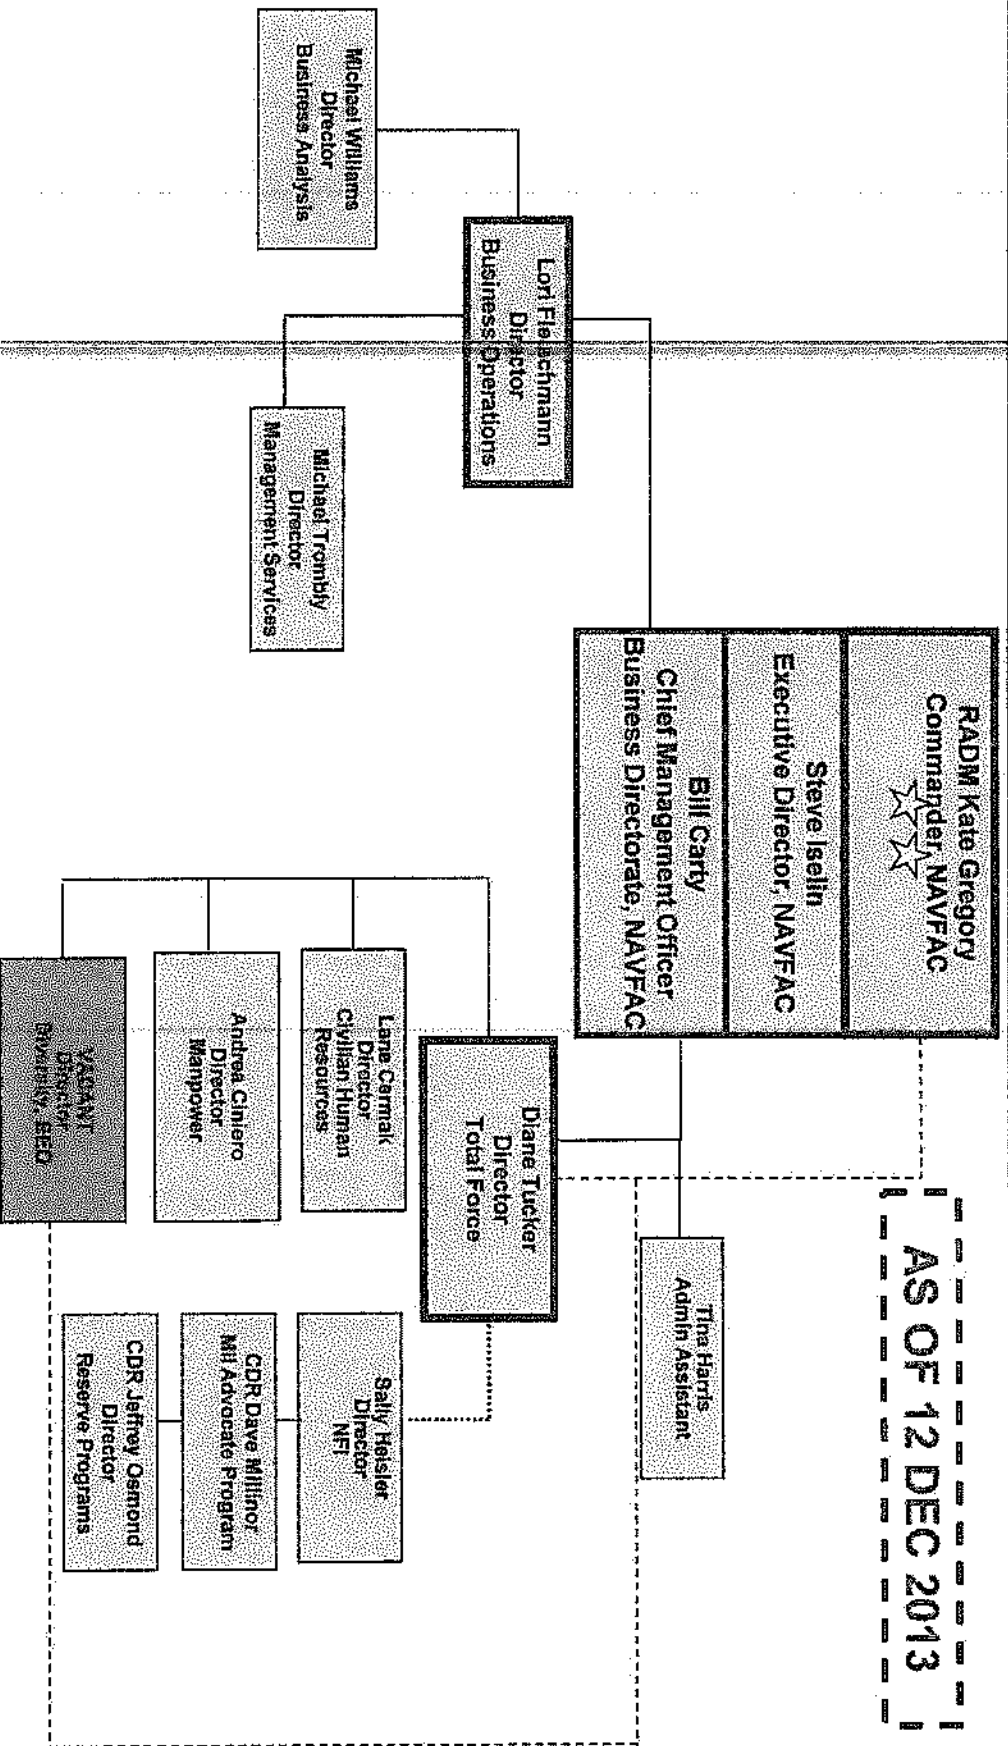 AS OF 12 DEC 2013
RADM Kate Gregory
Commander, NAVFAC
Steve Iselin
Executive Director, NAVFAC
Bill Carty
Chief Management Officer
Business Directorate, NAVFAC
Tina Harris
Admin Assistant
Lori Fleischmann
Director
Business Operations
Diane Tucker
Director
Total Force
Michael Williams
Director
Business Analysis
Michael Trombly
Director
Management Services
Lane Carmak
Director
Civilian Human
Resources
Sally Heisler
Director
NFI
Andrea Ciniero
Director
Manpower
CDR Dave Millinor
Mil Advocate Program
VACANT
Director
Diversity, EEO
CDR Jeffrey Osmond
Director
Reserve Programs